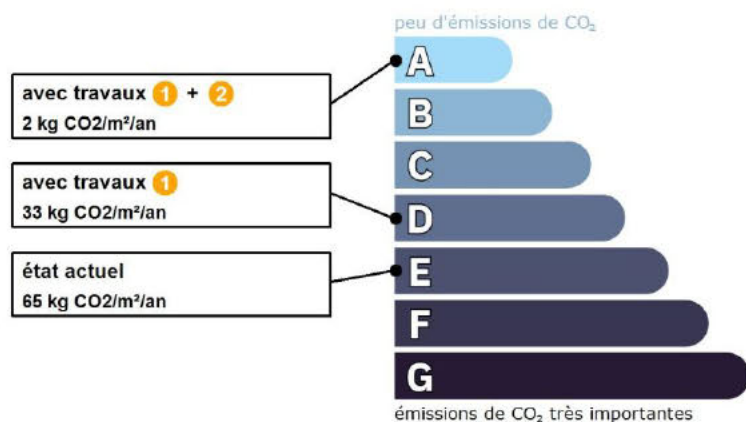 peu d'émissions de CO₂
avec travaux 1 + 2
2 kg CO2/m²/an
avec travaux 1
33 kg CO2/m²/an
état actuel
65 kg CO2/m²/an
A
B
C
D
E
F
G
émissions de CO₂ très importantes